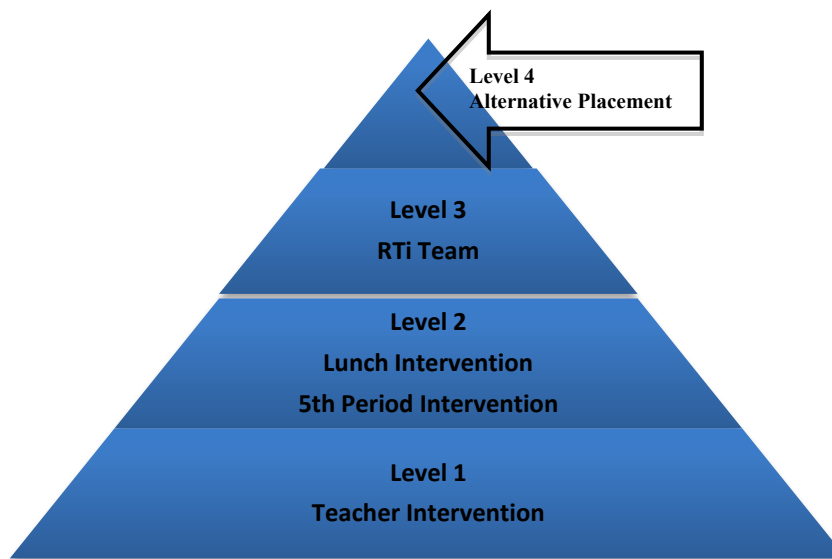 Level 4
Alternative Placement
Level 3
RTi Team
Level 2
Lunch Intervention
5th Period Intervention
Level 1
Teacher Intervention